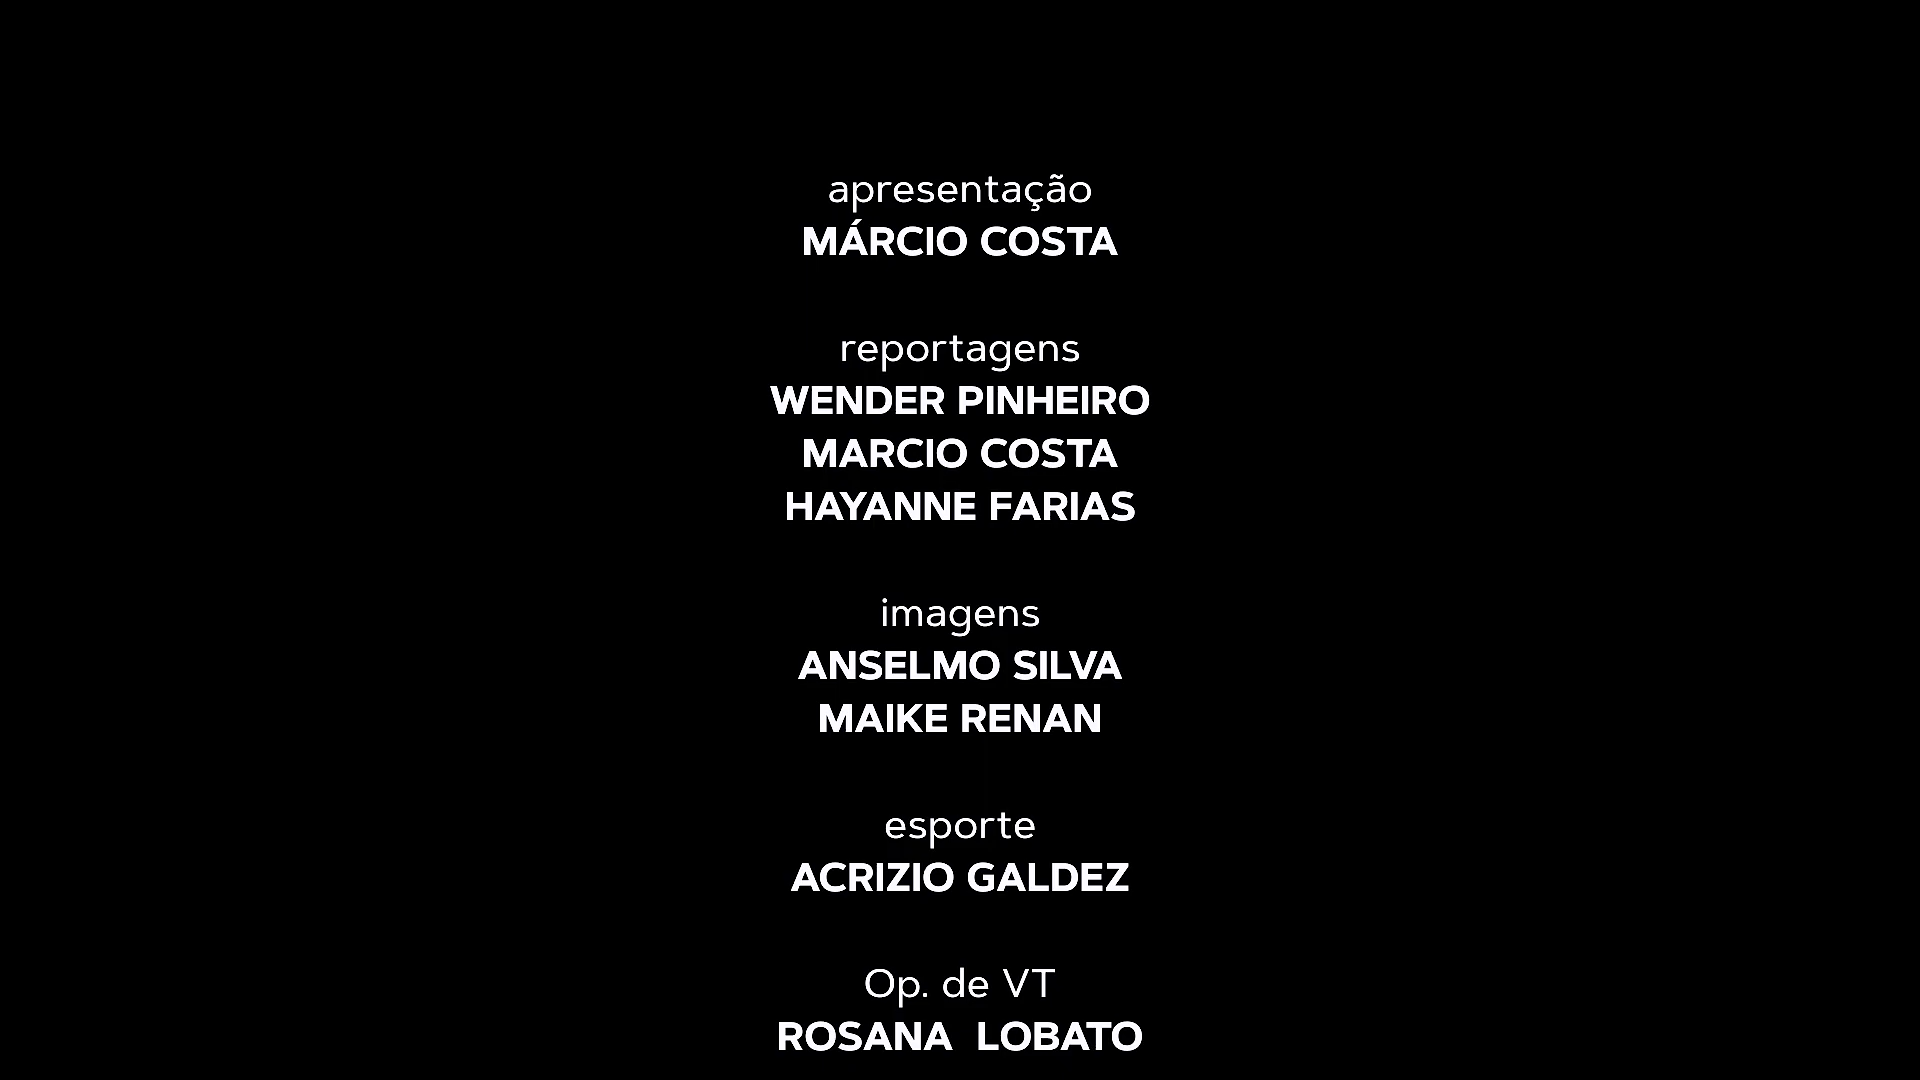 apresentação
MÁRCIO COSTA
reportagens
WENDER PINHEIRO
MARCIO COSTA
HAYANNE FARIAS
imagens
ANSELMO SILVA
MAIKE RENAN
esporte
ACRIZIO GALDEZ
Op. de VT
ROSANA  LOBATO